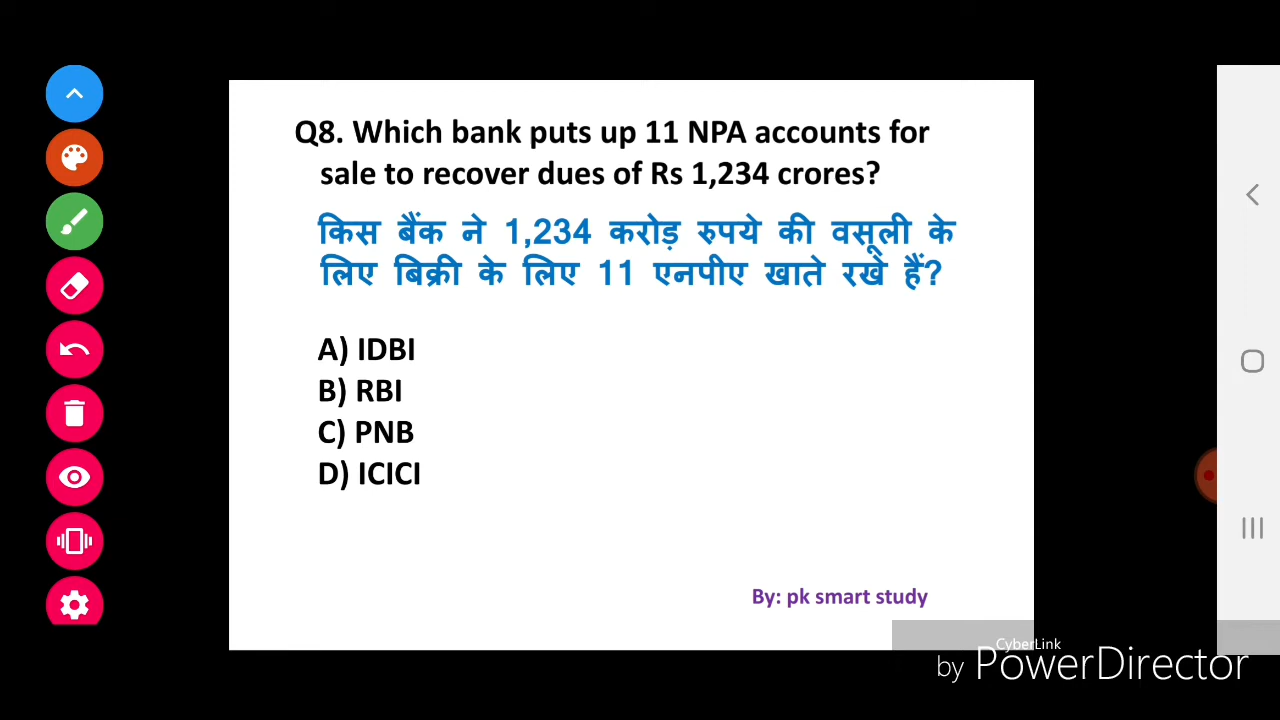 Q8. Which bank puts up 11 NPA accounts for
sale to recover dues of Rs 1,234 crores?
किस बैंक ने 1,234 करोड़ रुपये की वसूली के
लिए बिक्री के लिए 11 एनपीए खाते रखे हैं?
A) IDBI
B) RBI
C) PNB
D) ICICI
By: pk smart study
CyberLink
by PowerDirector